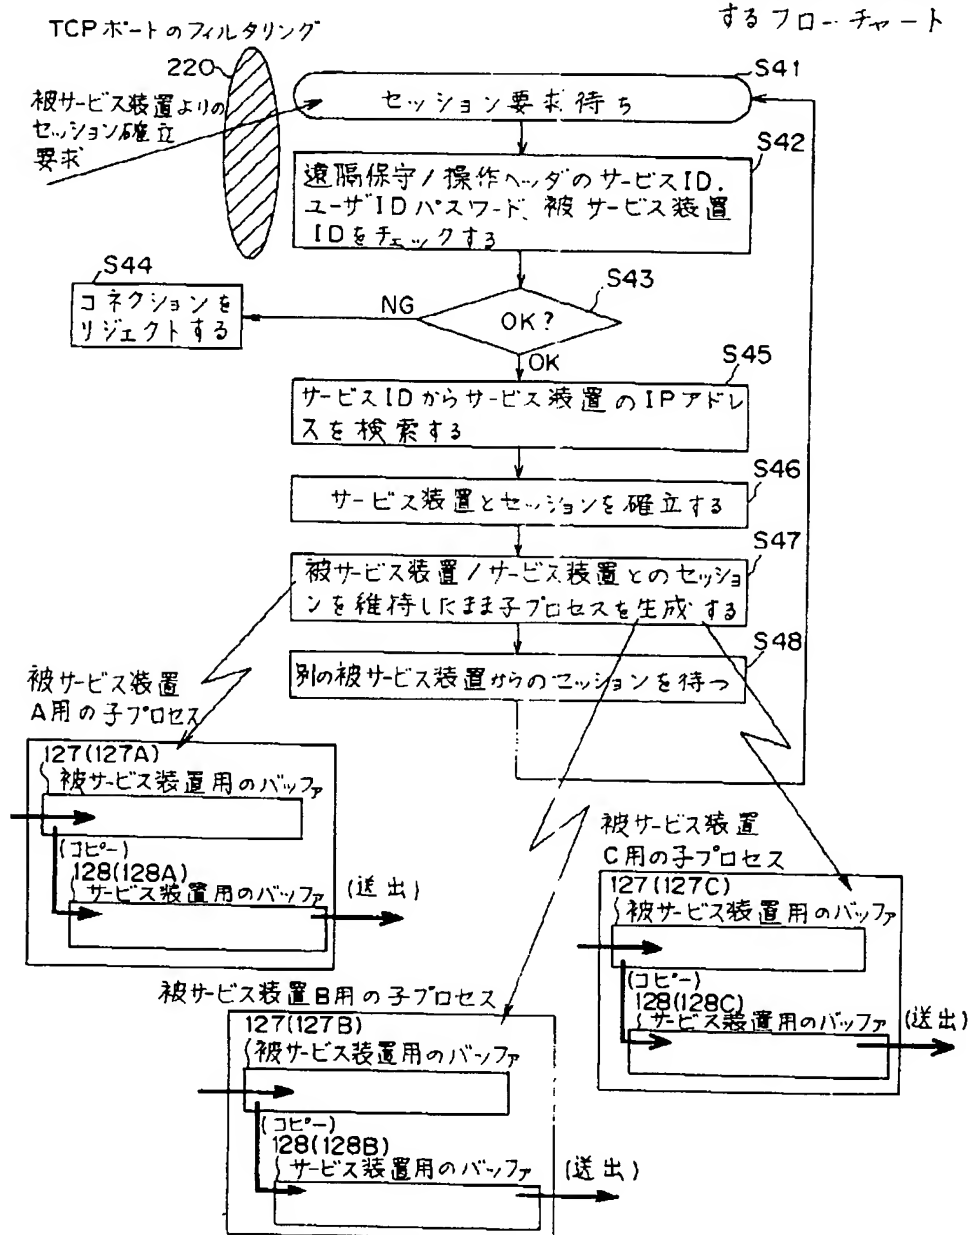 するフローチャート
TCPポートのフィルタリング
220
被サービス装置よりの
セッション確立
要求
S41
セッション要求待ち
S42
遠隔保守/操作ヘッダのサービスID.
ユーザIDパスワード、被サービス装置
IDをチェックする
S43
OK?
NG
OK
S44
コネクションを
リジェクトする
S45
サービスIDからサービス装置のIPアドレ
スを検索する
S46
サービス装置とセッションを確立する
S47
被サービス装置/サービス装置とのセッショ
ンを維持したまま子プロセスを生成する
S48
別の被サービス装置からのセッションを待つ
被サービス装置
A用の子プロセス
127(127A)
被サービス装置用のバッファ
(コピー)
128(128A)
サービス装置用のバッファ
(送出)
被サービス装置B用の子プロセス
127(127B)
被サービス装置用のバッファ
(コピー)
128(128B)
サービス装置用のバッファ
(送出)
被サービス装置
C用の子プロセス
127(127C)
被サービス装置用のバッファ
(コピー)
128(128C)
サービス装置用のバッファ
(送出)